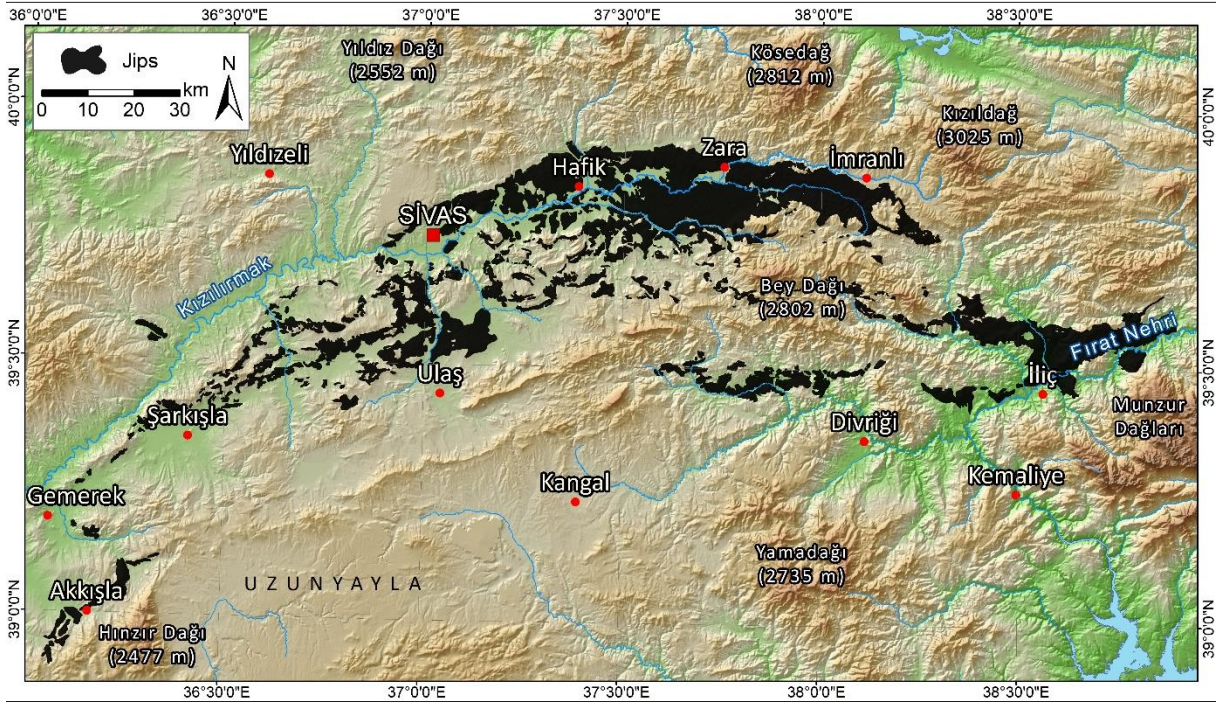 36°0'0"E 36°30'0"E 37°0'0"E 37°30'0"E 38°0'0"E 38°30'0"E
Jips
N
0 10 20 30 km
Yıldız Dağı
(2552 m)
Kösedağ
(2812 m)
Kızıldağ
(3025 m)
40°0'0"N
40°0'0"N
Yıldızeli
Hafik
Zara
İmranlı
SİVAS
Kızılırmak
Bey Dağı
(2802 m)
Fırat Nehri
39°30'0"N
39°30'0"N
Ulaş
İliç
Şarkışla
Divriği
Munzur
Dağları
Gemerek
Kangal
Kemaliye
Yamadağı
(2735 m)
UZUNYAYLA
Akkışla
Hınzır Dağı
(2477 m)
39°0'0"N
39°0'0"N
36°30'0"E 37°0'0"E 37°30'0"E 38°0'0"E 38°30'0"E